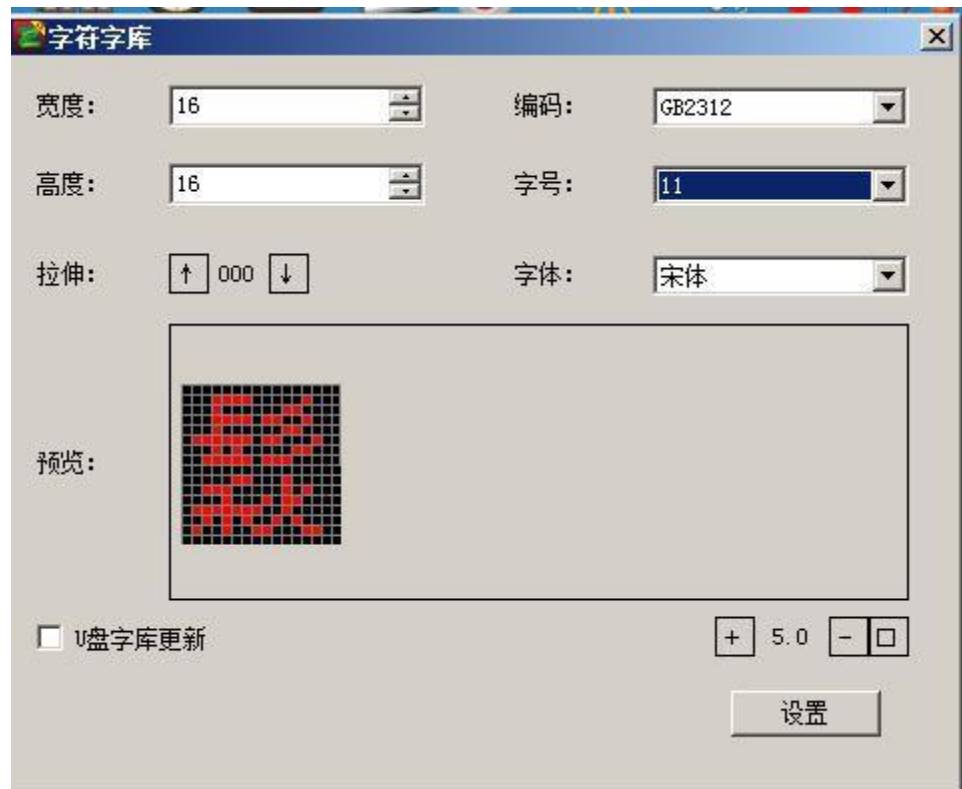 字符字库
宽度： 16 编码： GB2312
高度： 16 字号： 11
拉伸： ↑ 000 ↓ 字体： 宋体
预览：
U盘字库更新 + 5.0 - □
设置